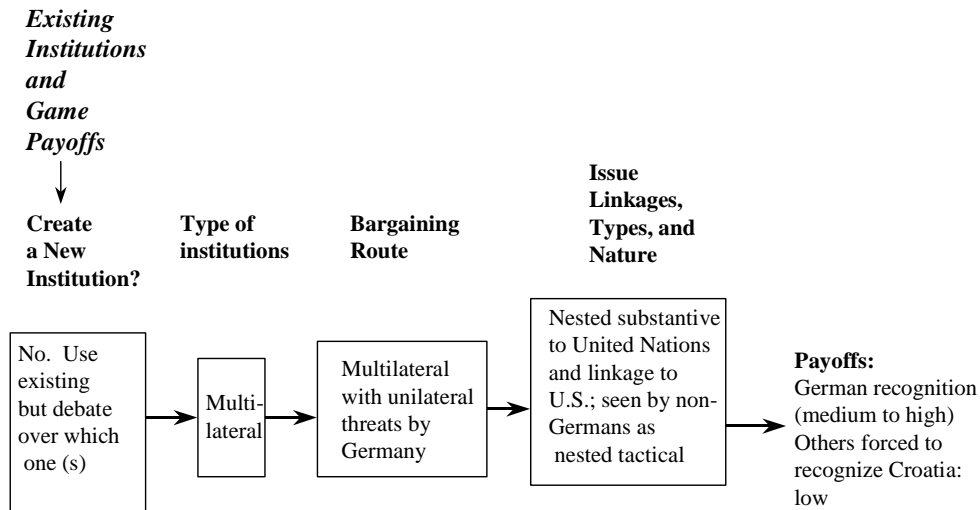 Existing
Institutions
and
Game
Payoffs
Create
a New
Institution?
Type of
institutions
Bargaining
Route
Issue
Linkages,
Types, and
Nature
No. Use
existing
but debate
over which
one (s)
Multi-
lateral
Multilateral
with unilateral
threats by
Germany
Nested substantive
to United Nations
and linkage to
U.S.; seen by non-
Germans as
nested tactical
Payoffs:
German recognition
(medium to high)
Others forced to
recognize Croatia:
low